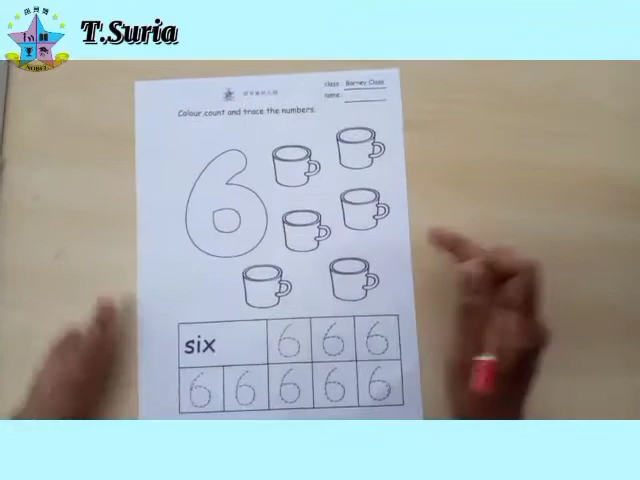 T.Suria
class : Barney Class
name:
Colour,count and trace the numbers.
6
six 6 6 6
6 6 6 6 6